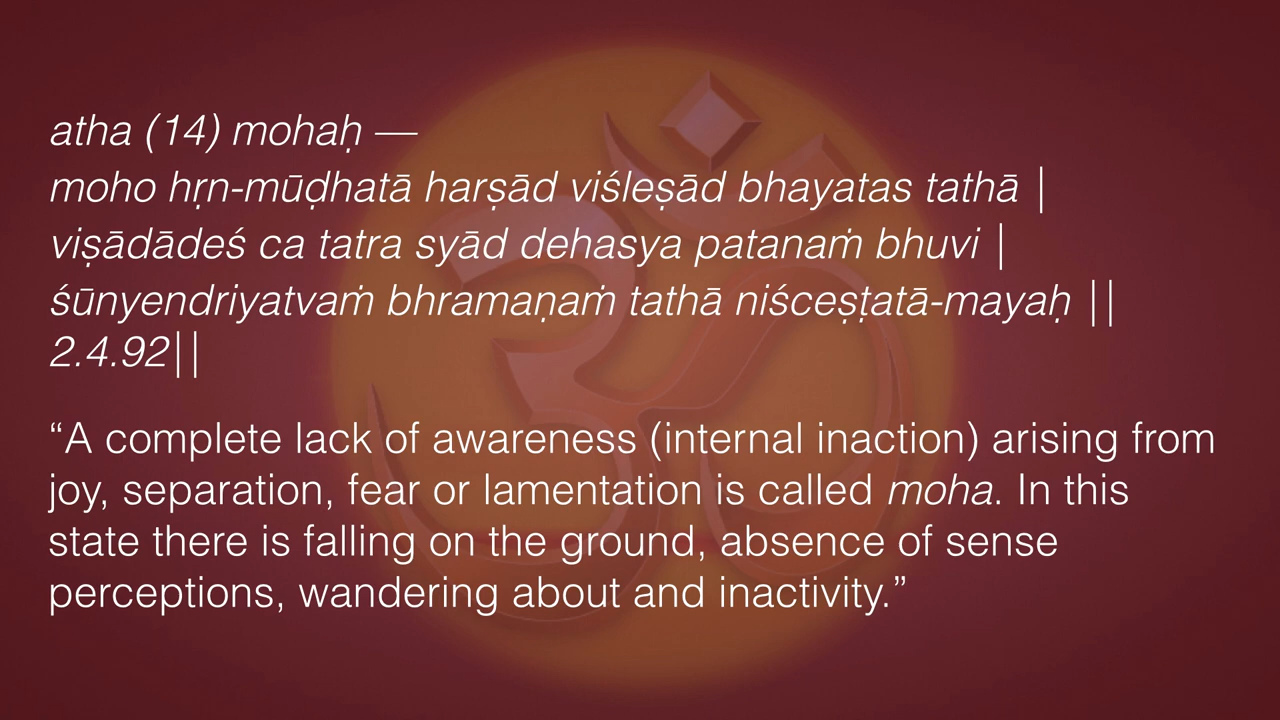 atha (14) mohaḥ —
moho hṛn-mūḍhatā harṣād viśleṣād bhayatas tathā |
viṣādādeś ca tatra syād dehasya patanaṁ bhuvi |
śūnyendriyatvaṁ bhramaṇaṁ tathā niśceṣṭatā-mayaḥ ||
2.4.92||
“A complete lack of awareness (internal inaction) arising from
joy, separation, fear or lamentation is called moha. In this
state there is falling on the ground, absence of sense
perceptions, wandering about and inactivity.”